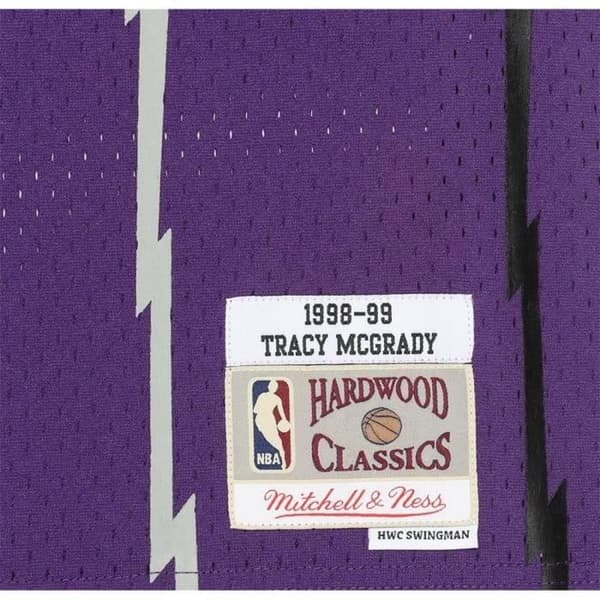 1998-99
TRACY MCGRADY
NBA
HARDWOOD
CLASSICS
Mitchell & Ness
HWC SWINGMAN